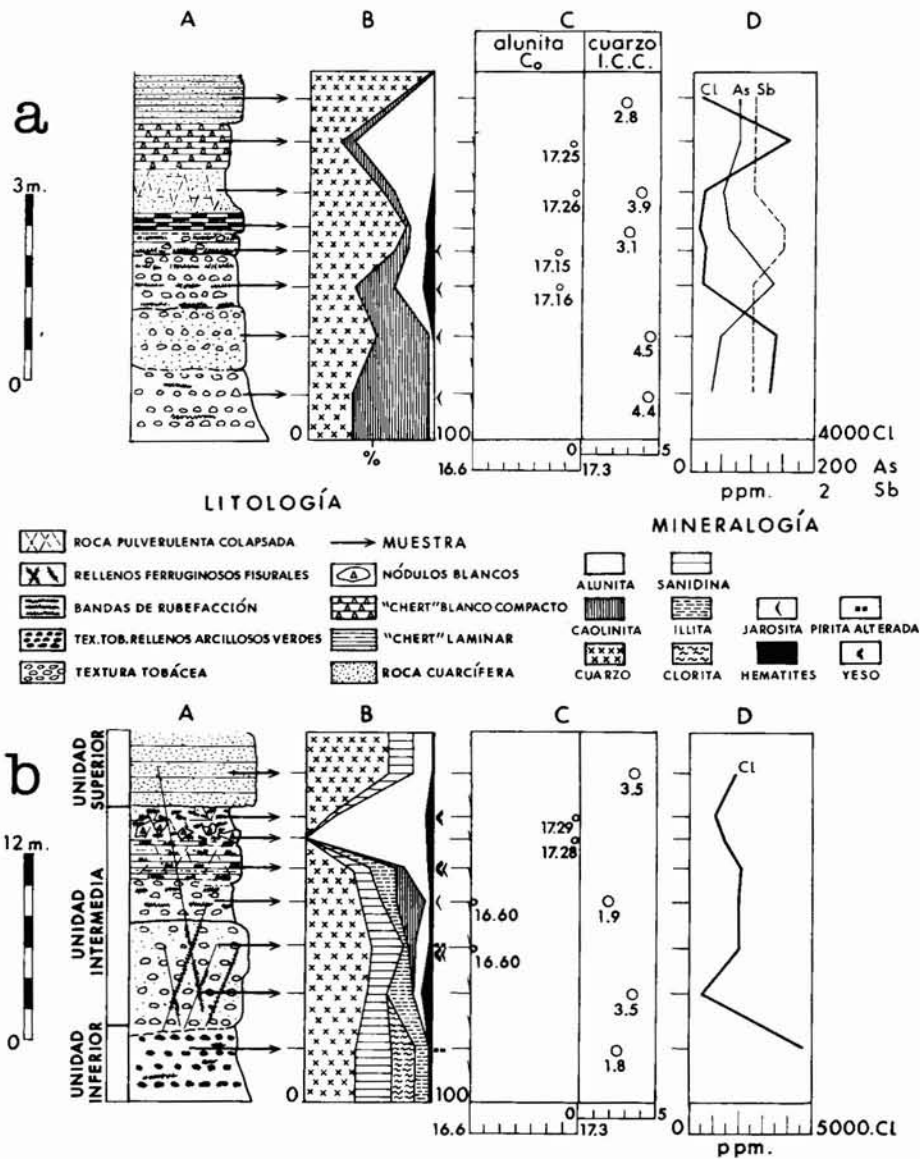 a
A
B
C
D
alunita
Co
cuarzo
I.C.C.
Cl
As
Sb
3 m.
0
2.8
17.25
17.26
3.9
3.1
17.15
17.16
4.5
4.4
0
100
%
0
5
16.6
17.3
4000 Cl
0
200 As
ppm.
2 Sb
LITOLOGÍA
ROCA PULVERULENTA COLAPSADA
MUESTRA
RELLENOS FERRUGINOSOS FISURALES
NÓDULOS BLANCOS
BANDAS DE RUBEFACCIÓN
"CHERT" BLANCO COMPACTO
TEX.TOB.RELLENOS ARCILLOSOS VERDES
"CHERT" LAMINAR
TEXTURA TOBÁCEA
ROCA CUARCÍFERA
MINERALOGÍA
ALUNITA
SANIDINA
CAOLINITA
ILLITA
JAROSITA
PIRITA ALTERADA
CUARZO
CLORITA
HEMATITES
YESO
b
A
B
C
D
UNIDAD SUPERIOR
UNIDAD INTERMEDIA
UNIDAD INFERIOR
12 m.
0
Cl
3.5
17.29
17.28
16.60
1.9
16.60
3.5
1.8
0
100
0
5
16.6
17.3
0
5000. Cl
ppm.